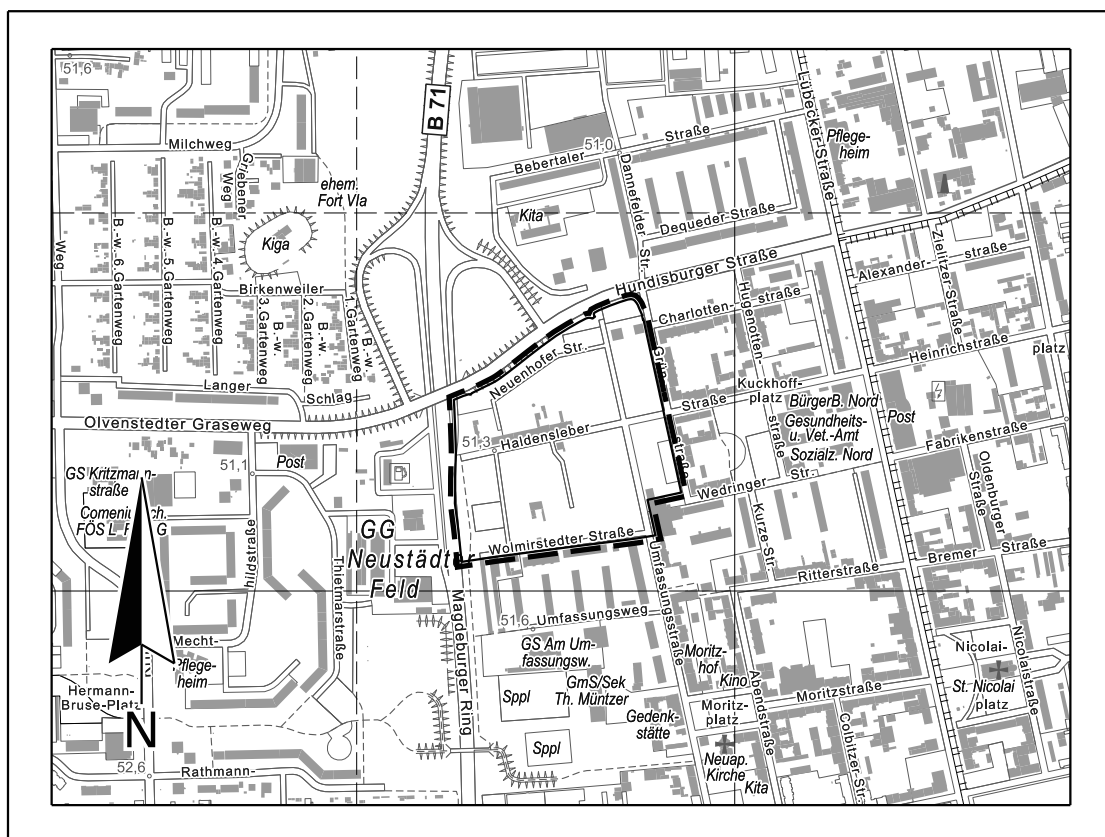 51,6
B 71
Milchweg
Griebener
Weg
ehem.
Fort VIa
Kiga
Weg
B.-w. 6.Gartenweg
B.-w. 5.Gartenweg
B.-w. 4.Gartenweg
Birkenweiler
3.Gartenweg
B.-w.
2.Gartenweg
B.-w.
1.Gartenweg
B.-w.
Langer
Schlag
Olvenstedter Graseweg
51,0
Bebertaler Straße
Dannefelder Str.
Kita
Dequeder-Straße
Lübecker-Straße
Pflege-
heim
Hundisburger Straße
Zielitzer-Straße
Alexander-straße
Charlotten-straße
Hugenotten-straße
Heinrichstraße
platz
Neuenhofer Str.
Grün-straße
Kuckhoff-
platz
BürgerB. Nord
Gesundheits-
u. Vet.-Amt
Sozialz. Nord
Post
Haldensleber Straße
51,3
Fabrikenstraße
Oldenburger
Straße
51,1
Post
GS Kritzmann-
straße
Wedringer Str.
Kurze-Str.
Bremer Straße
Ritterstraße
GG
Neustädter
Feld
Wolmirstedter-Straße
Umfassungsstraße
Thietmarstraße
Mecht-
hildstraße
Pflege-
heim
Magdeburger Ring
51,6
Umfassungsweg
GS Am Um-
fassungsw.
GmS/Sek
Th. Müntzer
Sppl
Sppl
Gedenk-
stätte
Moritz-
hof
Kino
Moritz-
platz
Moritzstraße
Abendstraße
Colbitzer-Str.
Neuap.
Kirche
Kita
Nicolai-
platz
St. Nicolai
Nicolaistraße
Hermann-
Bruse-Platz
N
52,6
Rathmann-